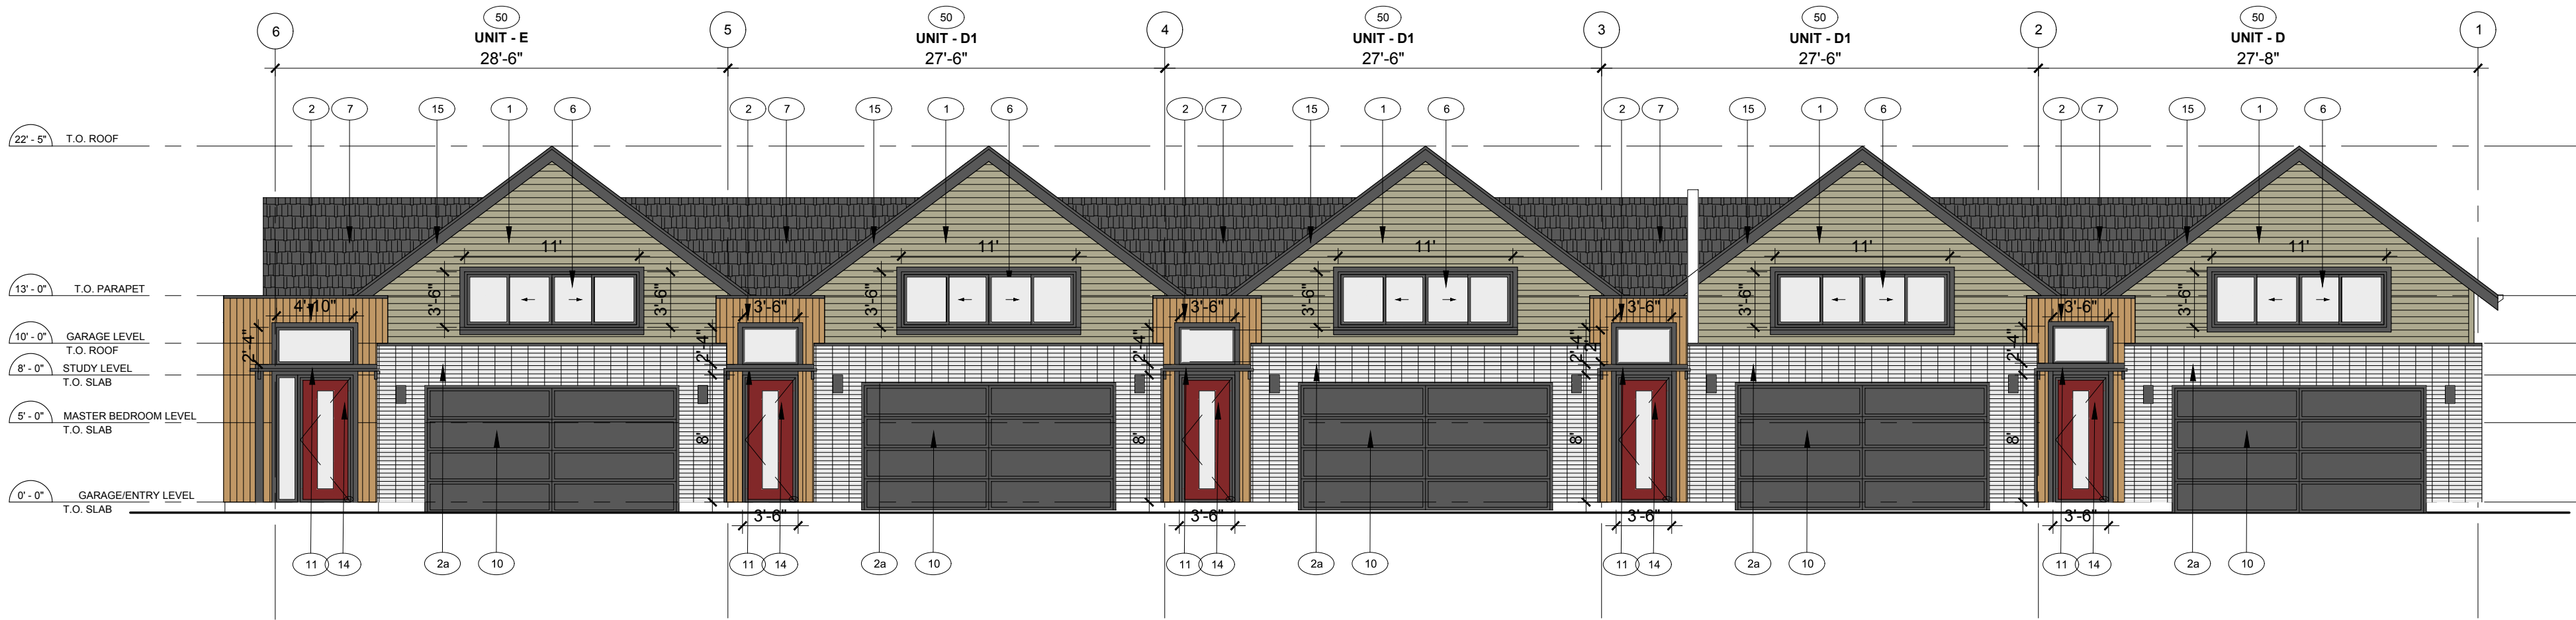 50 50 50 50 50
6 UNIT - E 5 UNIT - D1 4 UNIT - D1 3 UNIT - D1 2 UNIT - D 1
28'-6" 27'-6" 27'-6" 27'-6" 27'-8"
2 7 15 1 6 2 7 15 1 6 2 7 15 1 6 2 7 15 1 6 2 7 15 1 6
22' - 5" T.O. ROOF
11' 11' 11' 11' 11'
13' - 0" T.O. PARAPET
3'-6" 3'-6" 3'-6" 3'-6" 3'-6" 3'-6"
4'-10" 3'-6" 3'-6" 3'-6" 3'-6"
10' - 0" GARAGE LEVEL
T.O. ROOF
2'-4" 2'-4" 2'-4" 2'-4" 2'-4"
8' - 0" STUDY LEVEL
T.O. SLAB
5' - 0" MASTER BEDROOM LEVEL
T.O. SLAB
8' 8' 8' 8'
0' - 0" GARAGE/ENTRY LEVEL
T.O. SLAB
3'-6" 3'-6" 3'-6" 3'-6"
11 14 2a 10 11 14 2a 10 11 14 2a 10 11 14 2a 10 11 14 2a 10